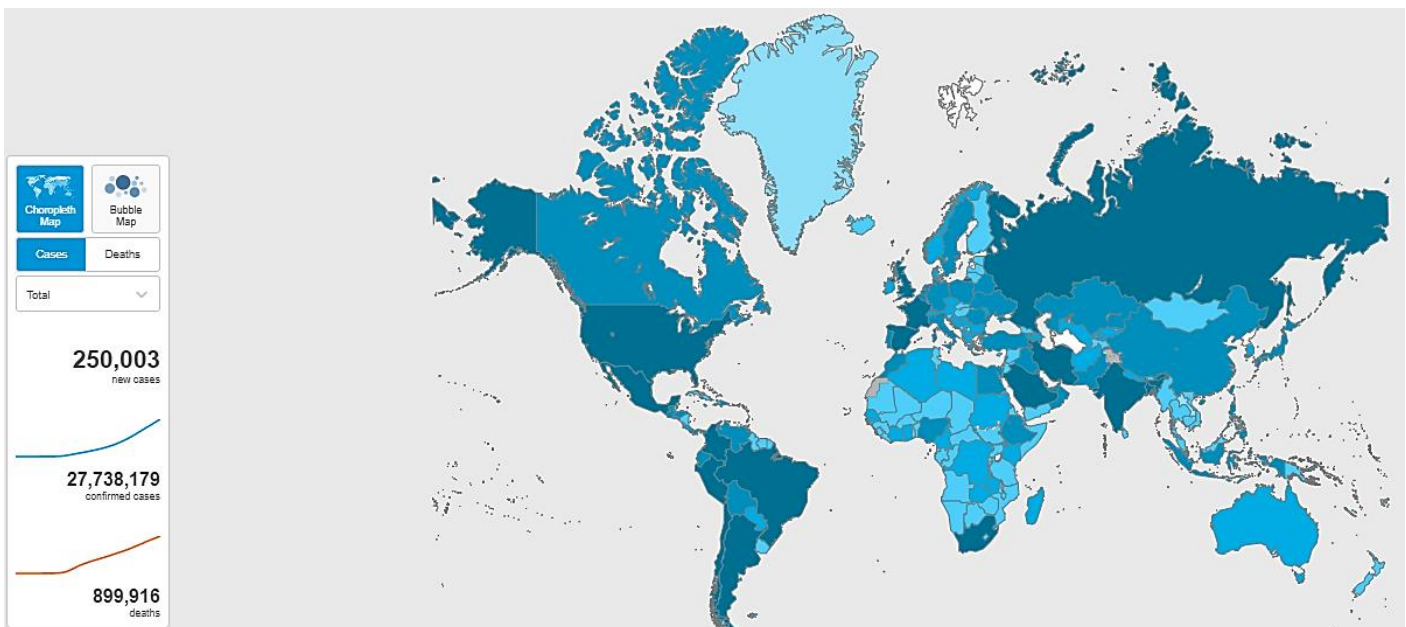 Choropleth
Map
Bubble
Map
Cases
Deaths
Total
250,003
new cases
27,738,179
confirmed cases
899,916
deaths